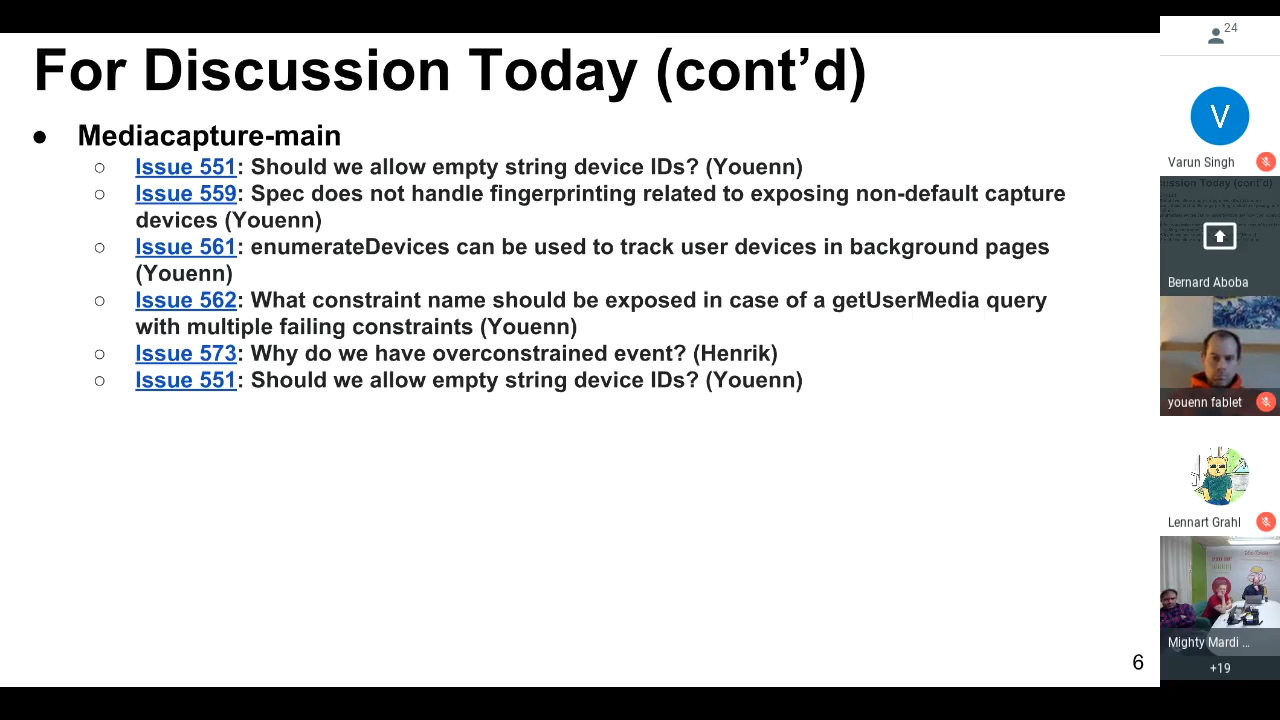 For Discussion Today (cont’d)
● Mediacapture-main
○ Issue 551: Should we allow empty string device IDs? (Youenn)
○ Issue 559: Spec does not handle fingerprinting related to exposing non-default capture
devices (Youenn)
○ Issue 561: enumerateDevices can be used to track user devices in background pages
(Youenn)
○ Issue 562: What constraint name should be exposed in case of a getUserMedia query
with multiple failing constraints (Youenn)
○ Issue 573: Why do we have overconstrained event? (Henrik)
○ Issue 551: Should we allow empty string device IDs? (Youenn)
6
24
V
Varun Singh
Bernard Aboba
youenn fablet
Lennart Grahl
Mighty Mardi ...
+19